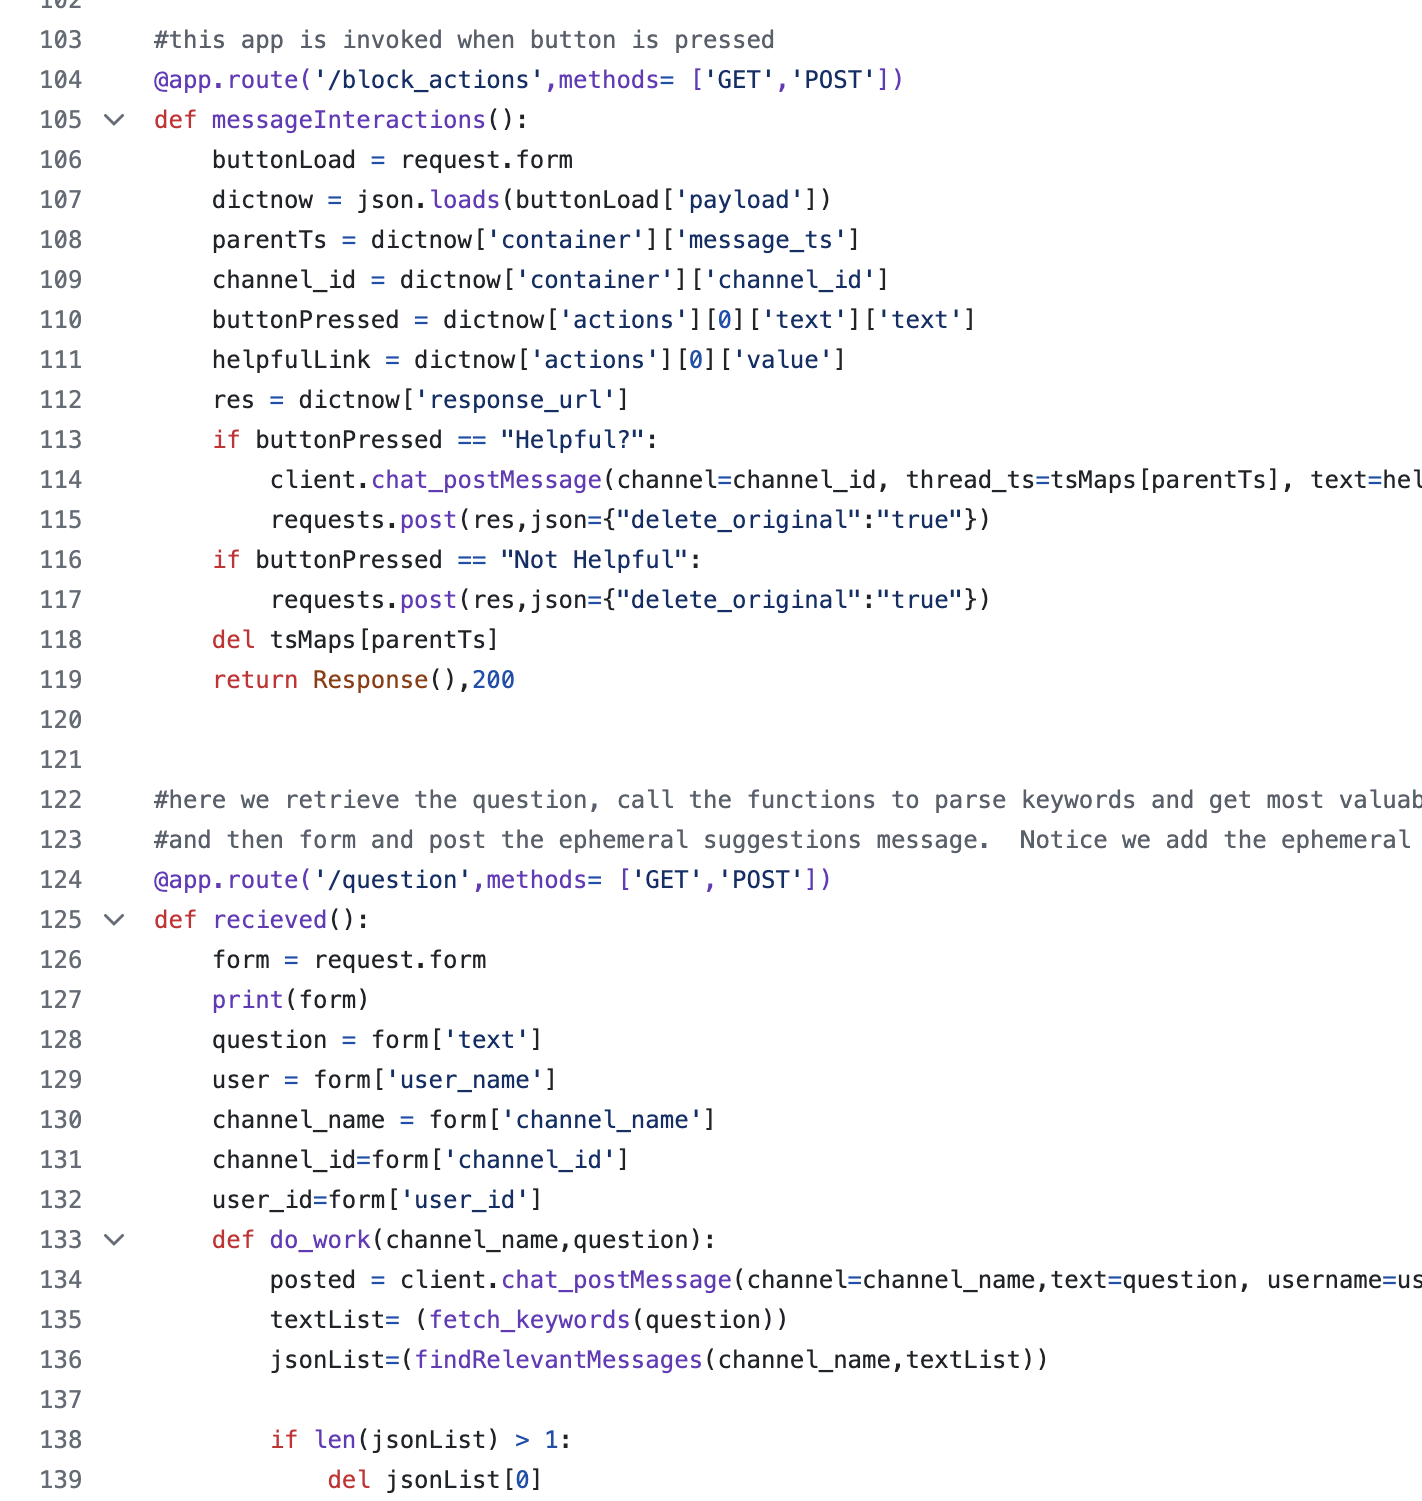 102
103 #this app is invoked when button is pressed
104 @app.route('/block_actions',methods= ['GET','POST'])
105 def messageInteractions():
106 buttonLoad = request.form
107 dictnow = json.loads(buttonLoad['payload'])
108 parentTs = dictnow['container']['message_ts']
109 channel_id = dictnow['container']['channel_id']
110 buttonPressed = dictnow['actions'][0]['text']['text']
111 helpfulLink = dictnow['actions'][0]['value']
112 res = dictnow['response_url']
113 if buttonPressed == "Helpful?":
114 client.chat_postMessage(channel=channel_id, thread_ts=tsMaps[parentTs], text=hel
115 requests.post(res,json={"delete_original":"true"})
116 if buttonPressed == "Not Helpful":
117 requests.post(res,json={"delete_original":"true"})
118 del tsMaps[parentTs]
119 return Response(),200
120
121
122 #here we retrieve the question, call the functions to parse keywords and get most valuab
123 #and then form and post the ephemeral suggestions message.  Notice we add the ephemeral
124 @app.route('/question',methods= ['GET','POST'])
125 def recieved():
126 form = request.form
127 print(form)
128 question = form['text']
129 user = form['user_name']
130 channel_name = form['channel_name']
131 channel_id=form['channel_id']
132 user_id=form['user_id']
133 def do_work(channel_name,question):
134 posted = client.chat_postMessage(channel=channel_name,text=question, username=us
135 textList= (fetch_keywords(question))
136 jsonList=(findRelevantMessages(channel_name,textList))
137
138 if len(jsonList) > 1:
139 del jsonList[0]